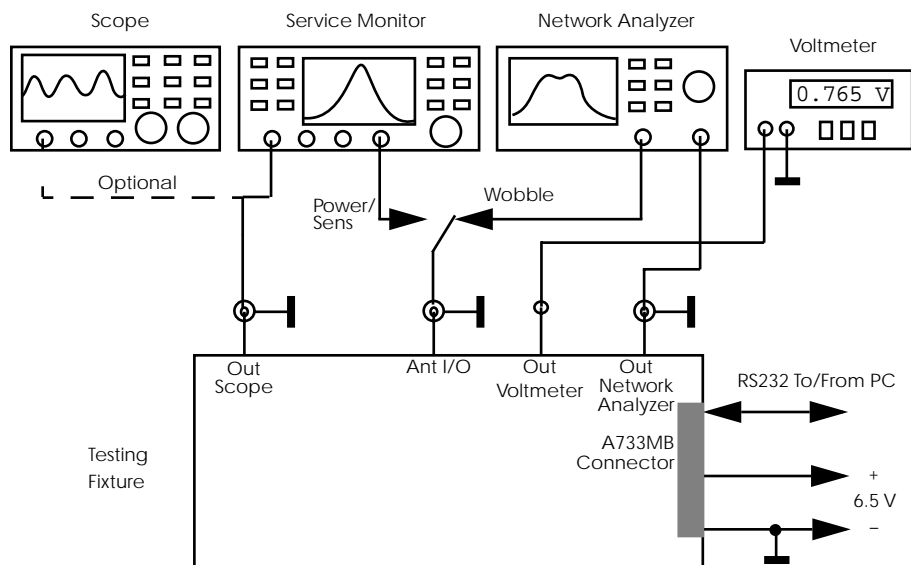 Scope
Service Monitor
Network Analyzer
Voltmeter
0.765 V
Optional
Power/
Sens
Wobble
Out
Scope
Ant I/O
Out
Voltmeter
Out
Network
Analyzer
RS232 To/From PC
A733MB
Connector
Testing
Fixture
+
6.5 V
−